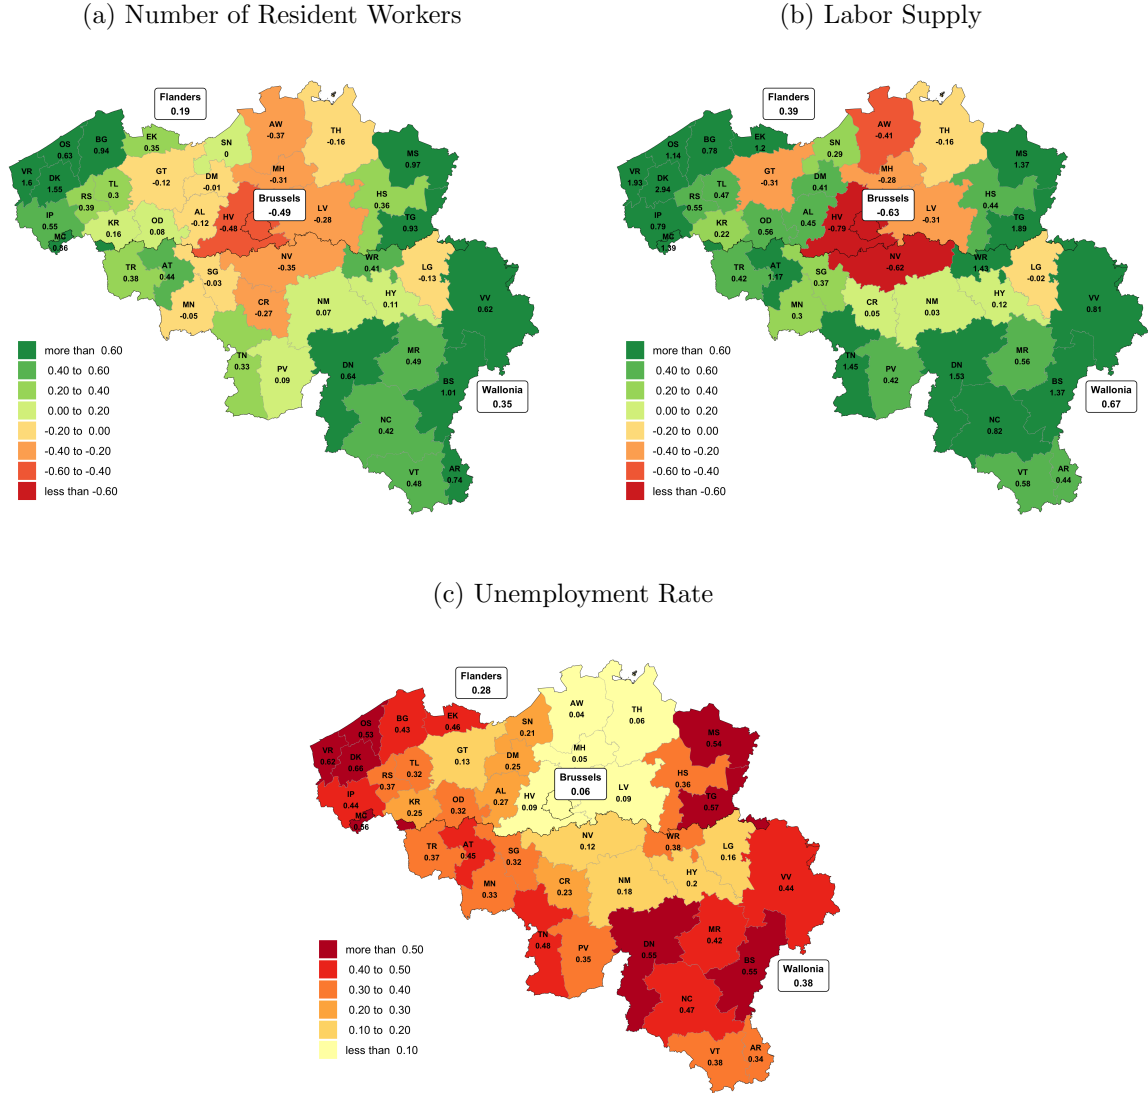 (a) Number of Resident Workers
Flanders
0.19
OS
0.63
BG
0.94
EK
0.35
SN
0
AW
-0.37
TH
-0.16
MS
0.97
VR
1.6
DK
1.55
TL
0.3
GT
-0.12
DM
-0.01
MH
-0.31
RS
0.39
HS
0.36
Brussels
-0.49
IP
0.55
KR
0.16
OD
0.08
AL
-0.12
HV
-0.48
LV
-0.28
TG
0.93
MC
0.36
TR
0.38
AT
0.44
SG
-0.03
NV
-0.35
WR
0.41
LG
-0.13
MN
-0.05
CR
-0.27
NM
0.07
HY
0.11
VV
0.62
TN
0.33
PV
0.09
DN
0.64
MR
0.49
BS
1.01
Wallonia
0.35
NC
0.42
VT
0.48
AR
0.74
more than 0.60
0.40 to 0.60
0.20 to 0.40
0.00 to 0.20
-0.20 to 0.00
-0.40 to -0.20
-0.60 to -0.40
less than -0.60
(b) Labor Supply
Flanders
0.39
OS
1.14
BG
0.78
EK
1.2
SN
0.29
AW
-0.41
TH
-0.16
MS
1.37
VR
1.93
DK
2.94
TL
0.47
GT
-0.31
DM
0.41
MH
-0.28
RS
0.55
HS
0.44
Brussels
-0.63
IP
0.79
KR
0.22
OD
0.56
AL
0.45
HV
-0.79
LV
-0.31
TG
1.89
MC
1.39
TR
0.42
AT
1.17
SG
0.37
NV
-0.62
WR
1.43
LG
-0.02
MN
0.3
CR
0.05
NM
0.03
HY
0.12
VV
0.81
TN
1.45
PV
0.42
DN
1.53
MR
0.56
BS
1.37
Wallonia
0.67
NC
0.82
VT
0.58
AR
0.44
more than 0.60
0.40 to 0.60
0.20 to 0.40
0.00 to 0.20
-0.20 to 0.00
-0.40 to -0.20
-0.60 to -0.40
less than -0.60
(c) Unemployment Rate
Flanders
0.28
OS
0.53
BG
0.43
EK
0.46
SN
0.21
AW
0.04
TH
0.06
MS
0.54
VR
0.62
DK
0.66
TL
0.32
GT
0.13
DM
0.25
MH
0.05
RS
0.37
HS
0.36
Brussels
0.06
IP
0.44
KR
0.25
OD
0.32
AL
0.27
HV
0.09
LV
0.09
TG
0.57
MC
0.56
TR
0.37
AT
0.45
SG
0.32
NV
0.12
WR
0.38
LG
0.16
MN
0.33
CR
0.23
NM
0.18
HY
0.2
VV
0.44
TN
0.48
PV
0.35
DN
0.55
MR
0.42
BS
0.55
Wallonia
0.38
NC
0.47
VT
0.38
AR
0.34
more than 0.50
0.40 to 0.50
0.30 to 0.40
0.20 to 0.30
0.10 to 0.20
less than 0.10